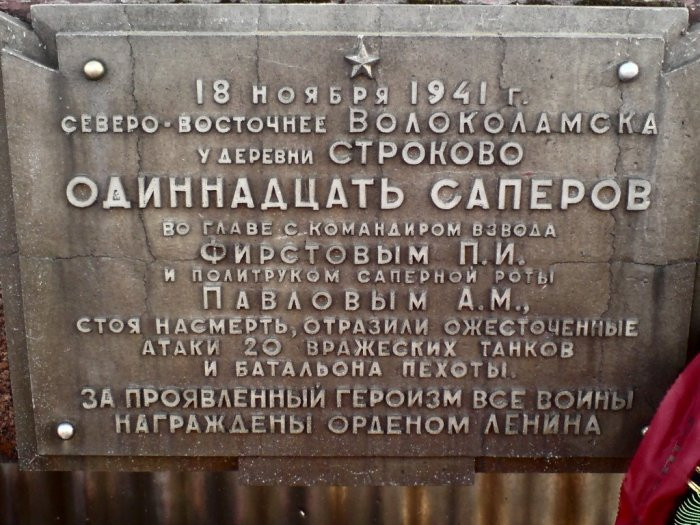 18 НОЯБРЯ 1941 Г.
СЕВЕРО-ВОСТОЧНЕЕ ВОЛОКОЛАМСКА
У ДЕРЕВНИ СТРОКОВО
ОДИННАДЦАТЬ САПЕРОВ
ВО ГЛАВЕ С КОМАНДИРОМ ВЗВОДА
ФИРСТОВЫМ П.И.
И ПОЛИТРУКОМ САПЕРНОЙ РОТЫ
ПАВЛОВЫМ А.М.,
СТОЯ НАСМЕРТЬ, ОТРАЗИЛИ ОЖЕСТОЧЕННЫЕ
АТАКИ 20 ВРАЖЕСКИХ ТАНКОВ
И БАТАЛЬОНА ПЕХОТЫ.
ЗА ПРОЯВЛЕННЫЙ ГЕРОИЗМ ВСЕ ВОИНЫ
НАГРАЖДЕНЫ ОРДЕНОМ ЛЕНИНА